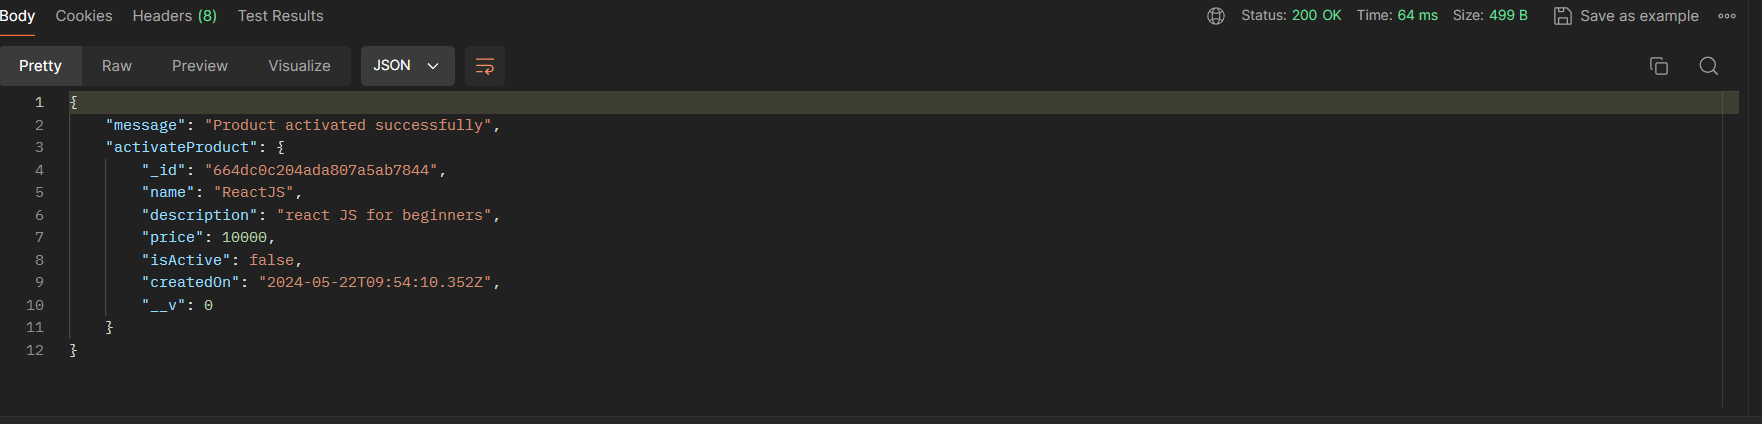 Body Cookies Headers (8) Test Results Status: 200 OK Time: 64 ms Size: 499 B Save as example
Pretty Raw Preview Visualize JSON
1 {
2 "message": "Product activated successfully",
3 "activateProduct": {
4 "_id": "664dc0c204ada807a5ab7844",
5 "name": "ReactJS",
6 "description": "react JS for beginners",
7 "price": 10000,
8 "isActive": false,
9 "createdOn": "2024-05-22T09:54:10.352Z",
10 "__v": 0
11 }
12 }